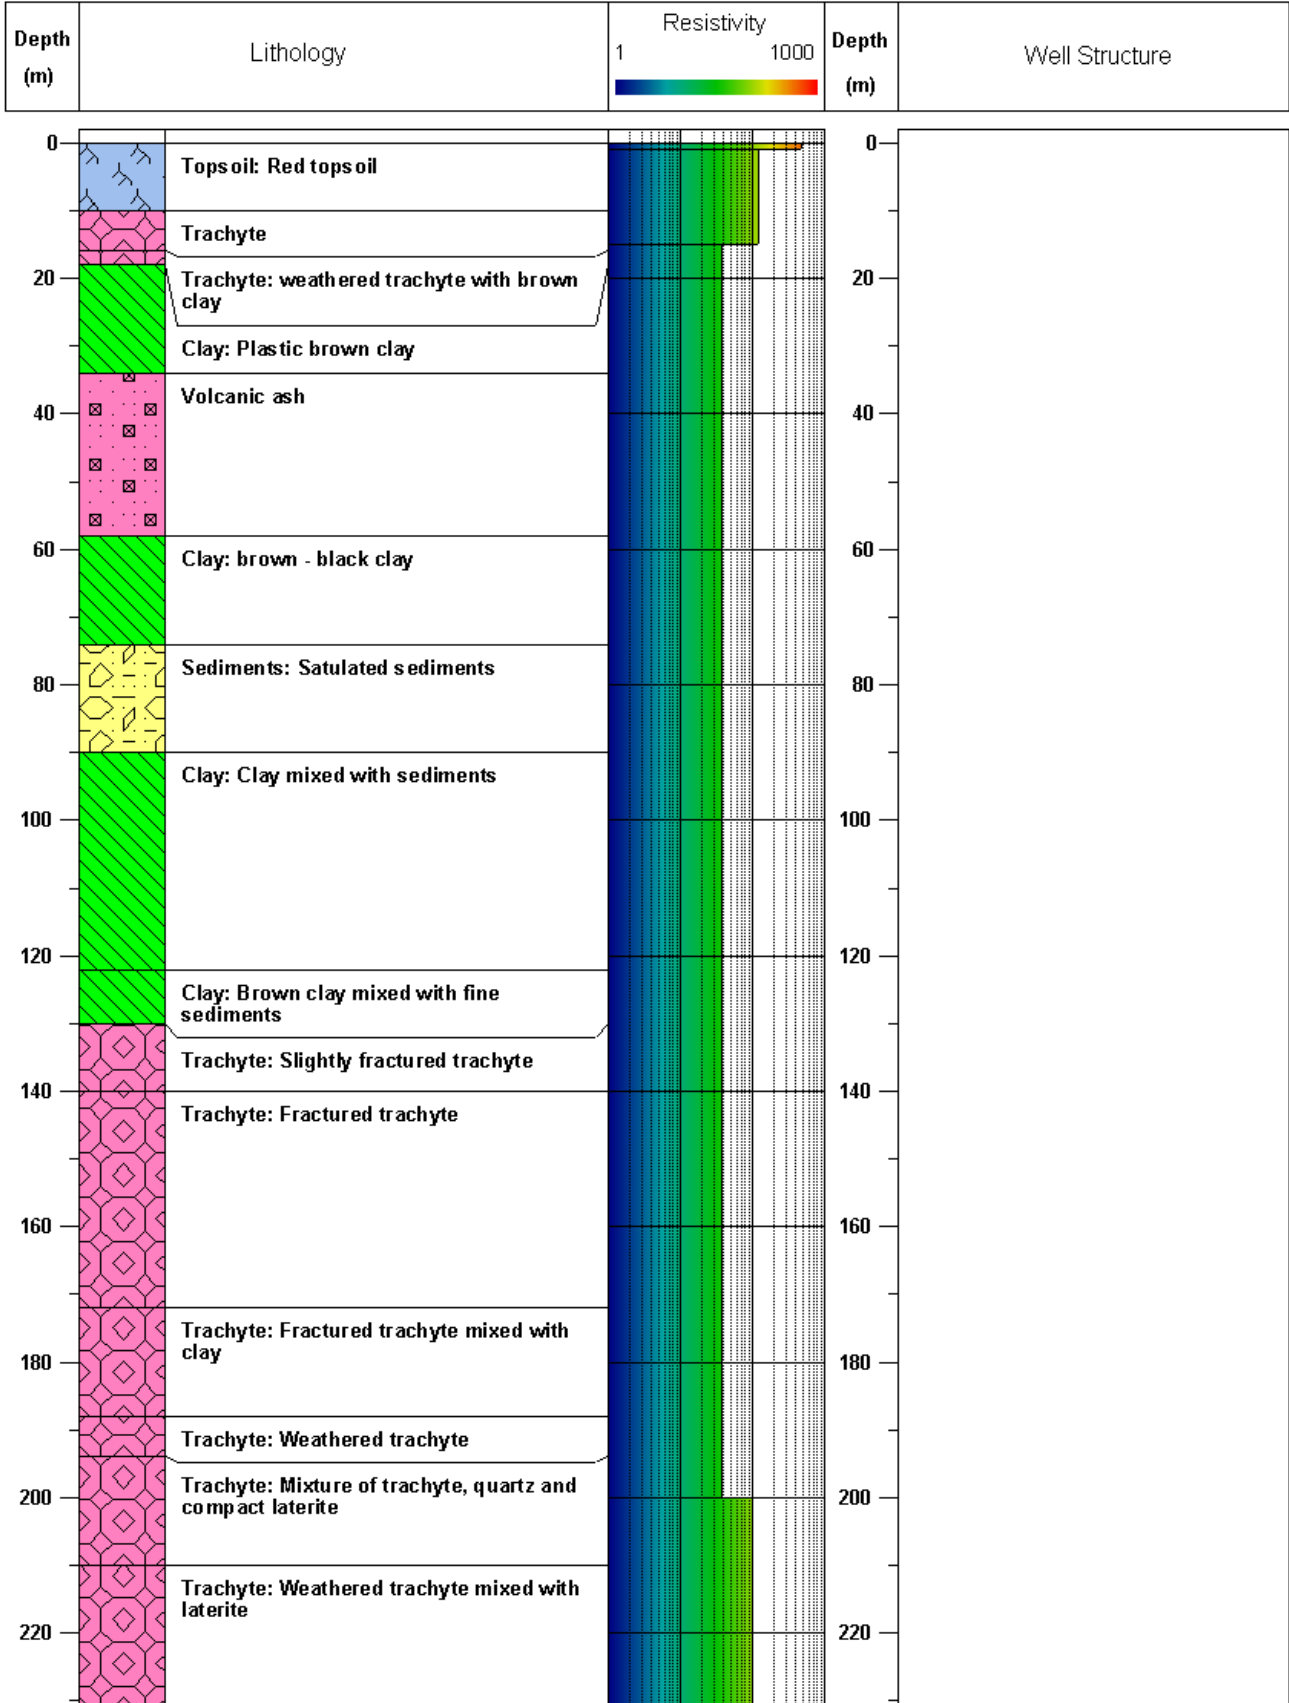 Depth
(m)
Lithology
Resistivity
1 1000
Depth
(m)
Well Structure
0
Topsoil: Red topsoil
0
Trachyte
20
Trachyte: weathered trachyte with brown
clay
20
Clay: Plastic brown clay
Volcanic ash
40
40
60
Clay: brown - black clay
60
Sediments: Satulated sediments
80
80
Clay: Clay mixed with sediments
100
100
120
120
Clay: Brown clay mixed with fine
sediments
Trachyte: Slightly fractured trachyte
140
140
Trachyte: Fractured trachyte
160
160
Trachyte: Fractured trachyte mixed with
clay
180
180
Trachyte: Weathered trachyte
Trachyte: Mixture of trachyte, quartz and
compact laterite
200
200
Trachyte: Weathered trachyte mixed with
laterite
220
220